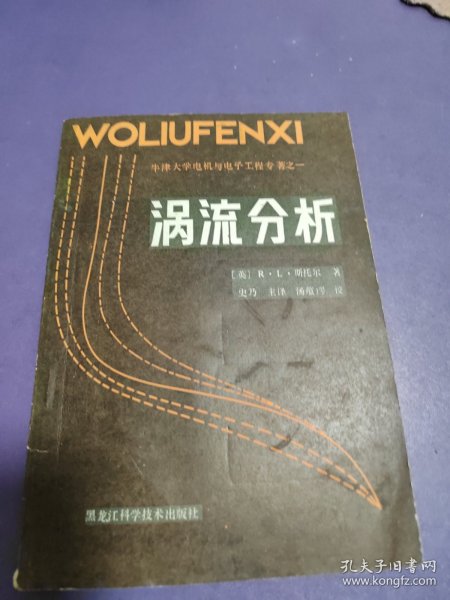 WOLIUFENXI
牛津大学电机与电子工程专著之一
涡流分析
[英] R·L·斯托尔 著
史乃 主译 汤蕴璆 校
黑龙江科学技术出版社
孔夫子旧书网
www.kongfz.com